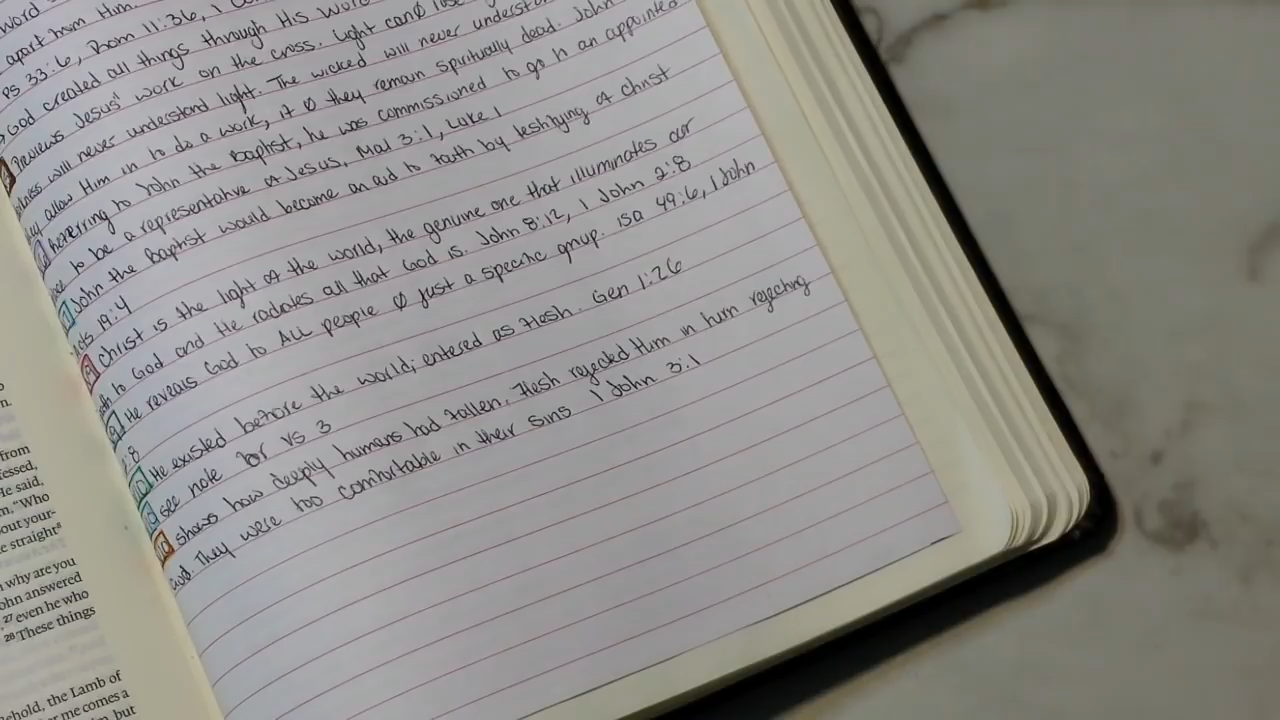 word
apart from Him.
Ps 33:6, Rom 11:36, 1
God created all things through His Word
Previews Jesus' work on the cross. Light can ∅
will never understand light. The wicked will never
allow Him in to do a work, if ∅ they remain spiritually dead. John
Referring to John the Baptist, he was commissioned to go n an appointed
to be a representative of Jesus. Mal 3:1, Luke 1
John the Baptist would become an aid to faith by testifying of Christ
19:4
Christ is the light of the world, the genuine one that illuminates our
to God and He radiates all that God is. John 8:12, 1 John 2:8
He reveals God to ALL people ∅ just a specific group. Isa 49:6, 1 John
:8
He existed before the world; entered as flesh. Gen 1:26
see note for vs 3
shows how deeply humans had fallen. Flesh rejected Him in turn rejecting
God They were too comfortable in their sins 1 John 3:1
n.
from
fessed,
He said,
m, "Who
out your-
e straight
why are you
ohn answered
27 even he who
28 These things
ehold, the Lamb of
er me comes a
but